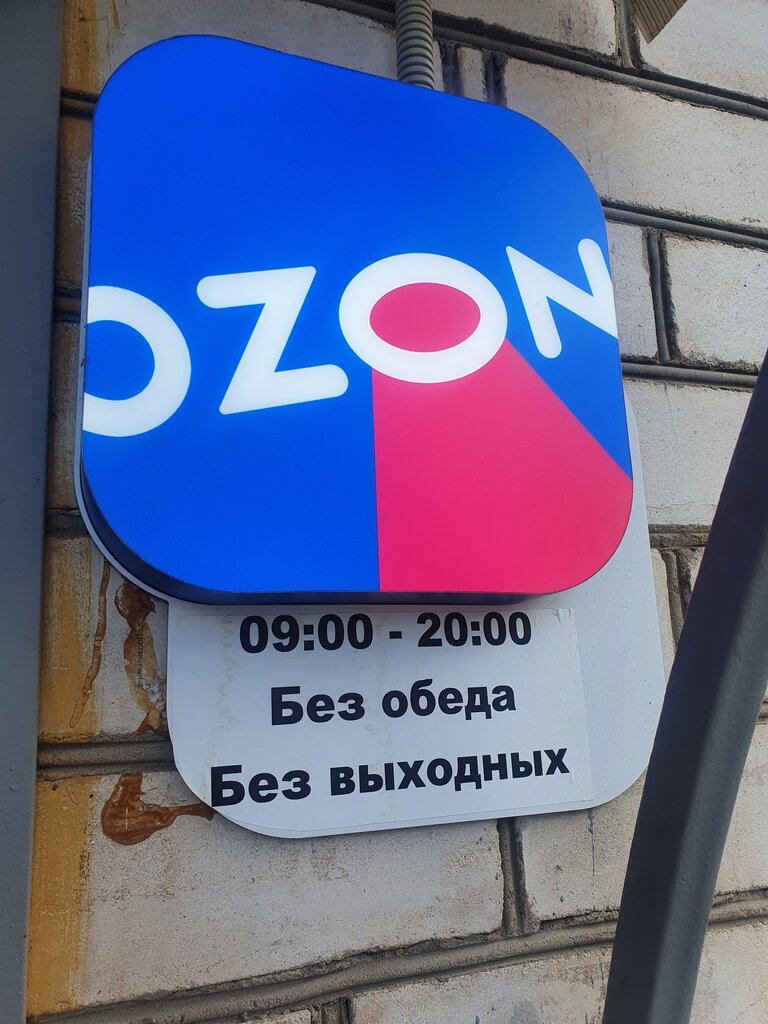 OZON
09:00 - 20:00
Без обеда
Без выходных